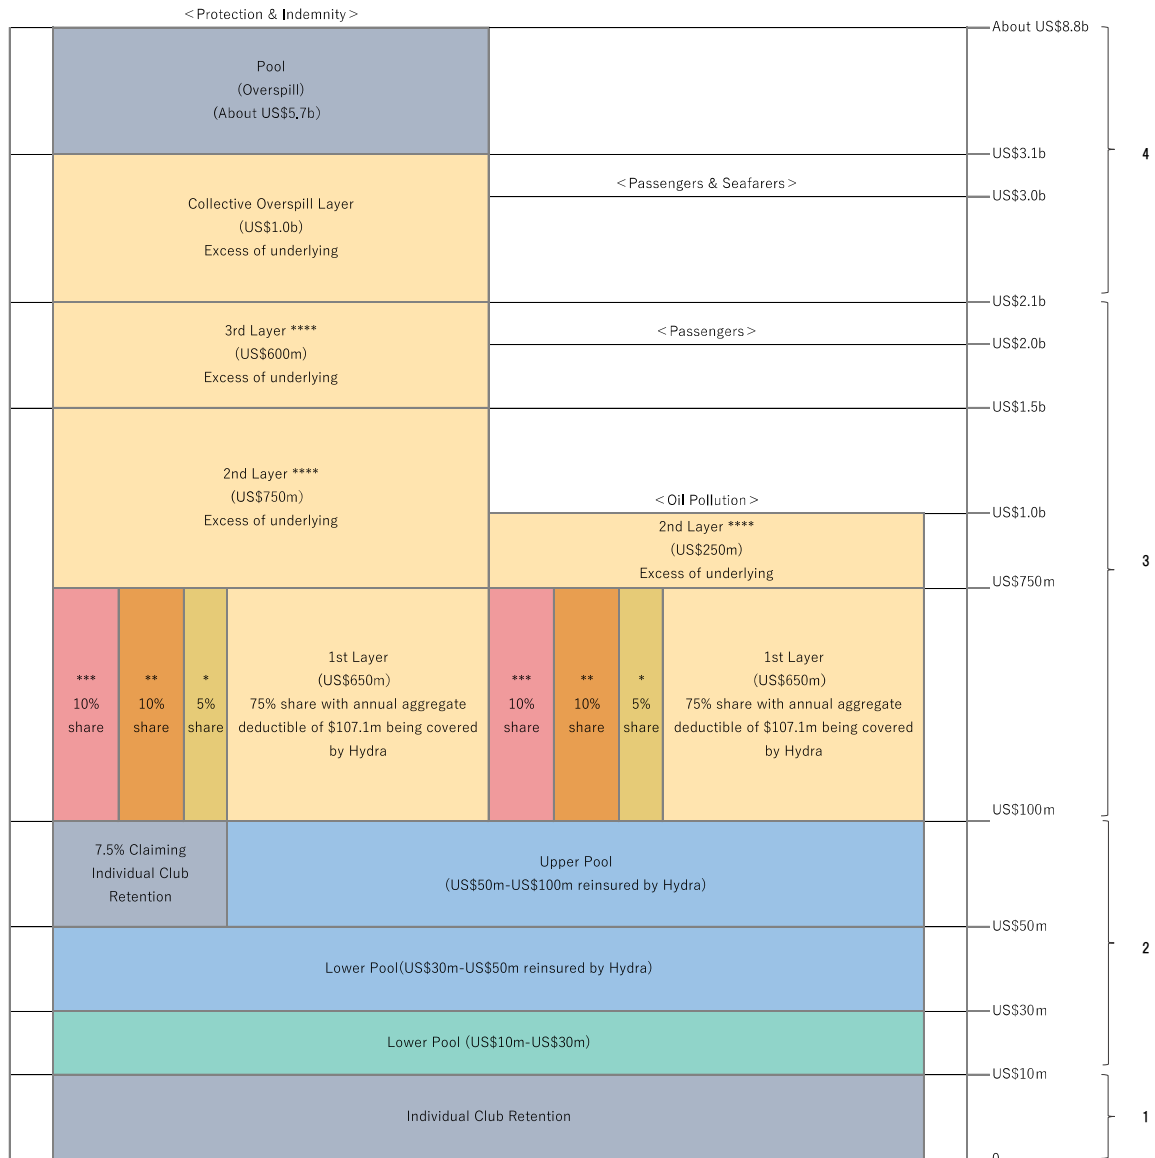 <Protection & Indemnity>
About US$8.8b
Pool
(Overspill)
(About US$5.7b)
US$3.1b
4
<Passengers & Seafarers>
US$3.0b
Collective Overspill Layer
(US$1.0b)
Excess of underlying
US$2.1b
3rd Layer ****
(US$600m)
Excess of underlying
<Passengers>
US$2.0b
US$1.5b
2nd Layer ****
(US$750m)
Excess of underlying
<Oil Pollution>
US$1.0b
2nd Layer ****
(US$250m)
Excess of underlying
3
US$750m
***
10%
share
**
10%
share
*
5%
share
1st Layer
(US$650m)
75% share with annual aggregate
deductible of $107.1m being covered
by Hydra
***
10%
share
**
10%
share
*
5%
share
1st Layer
(US$650m)
75% share with annual aggregate
deductible of $107.1m being covered
by Hydra
US$100m
7.5% Claiming
Individual Club
Retention
Upper Pool
(US$50m-US$100m reinsured by Hydra)
US$50m
2
Lower Pool(US$30m-US$50m reinsured by Hydra)
US$30m
Lower Pool (US$10m-US$30m)
US$10m
Individual Club Retention
1
0